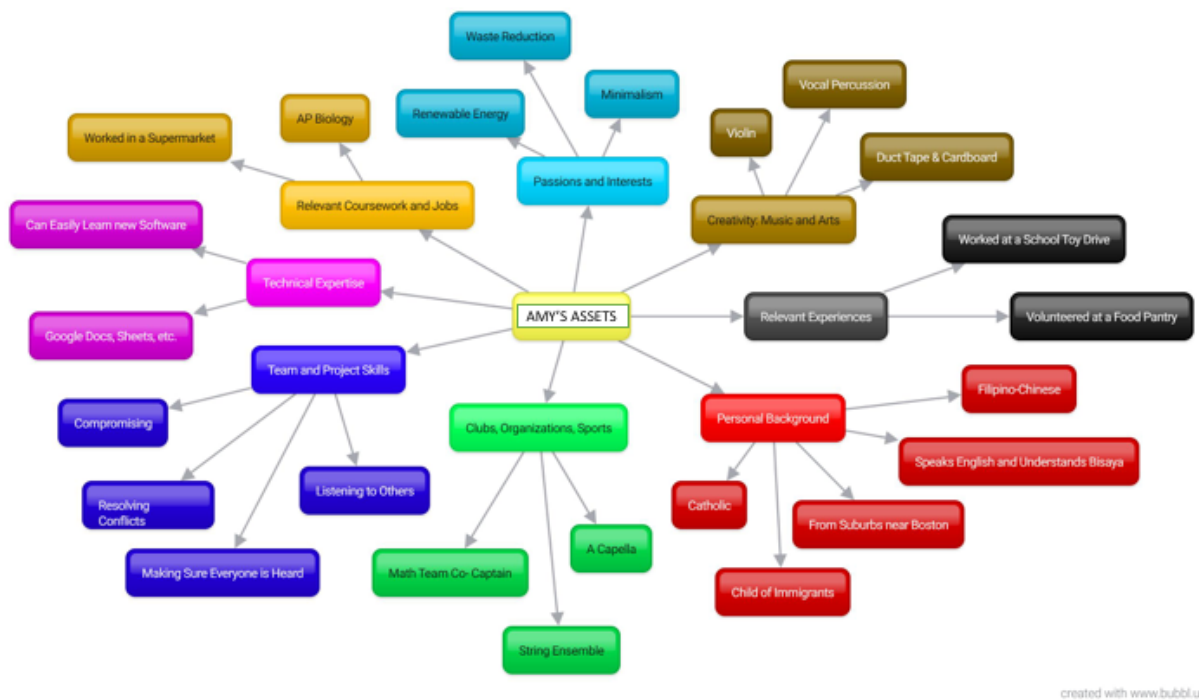 Waste Reduction
Minimalism
Renewable Energy
Passions and Interests
Vocal Percussion
Violin
Duct Tape & Cardboard
Creativity: Music and Arts
AP Biology
Worked in a Supermarket
Relevant Coursework and Jobs
Can Easily Learn new Software
Technical Expertise
Google Docs, Sheets, etc.
AMY'S ASSETS
Worked at a School Toy Drive
Relevant Experiences
Volunteered at a Food Pantry
Team and Project Skills
Compromising
Resolving
Conflicts
Listening to Others
Making Sure Everyone is Heard
Clubs, Organizations, Sports
Math Team Co- Captain
A Capella
String Ensemble
Personal Background
Filipino-Chinese
Speaks English and Understands Bisaya
Catholic
From Suburbs near Boston
Child of Immigrants
created with www.bubbl.u